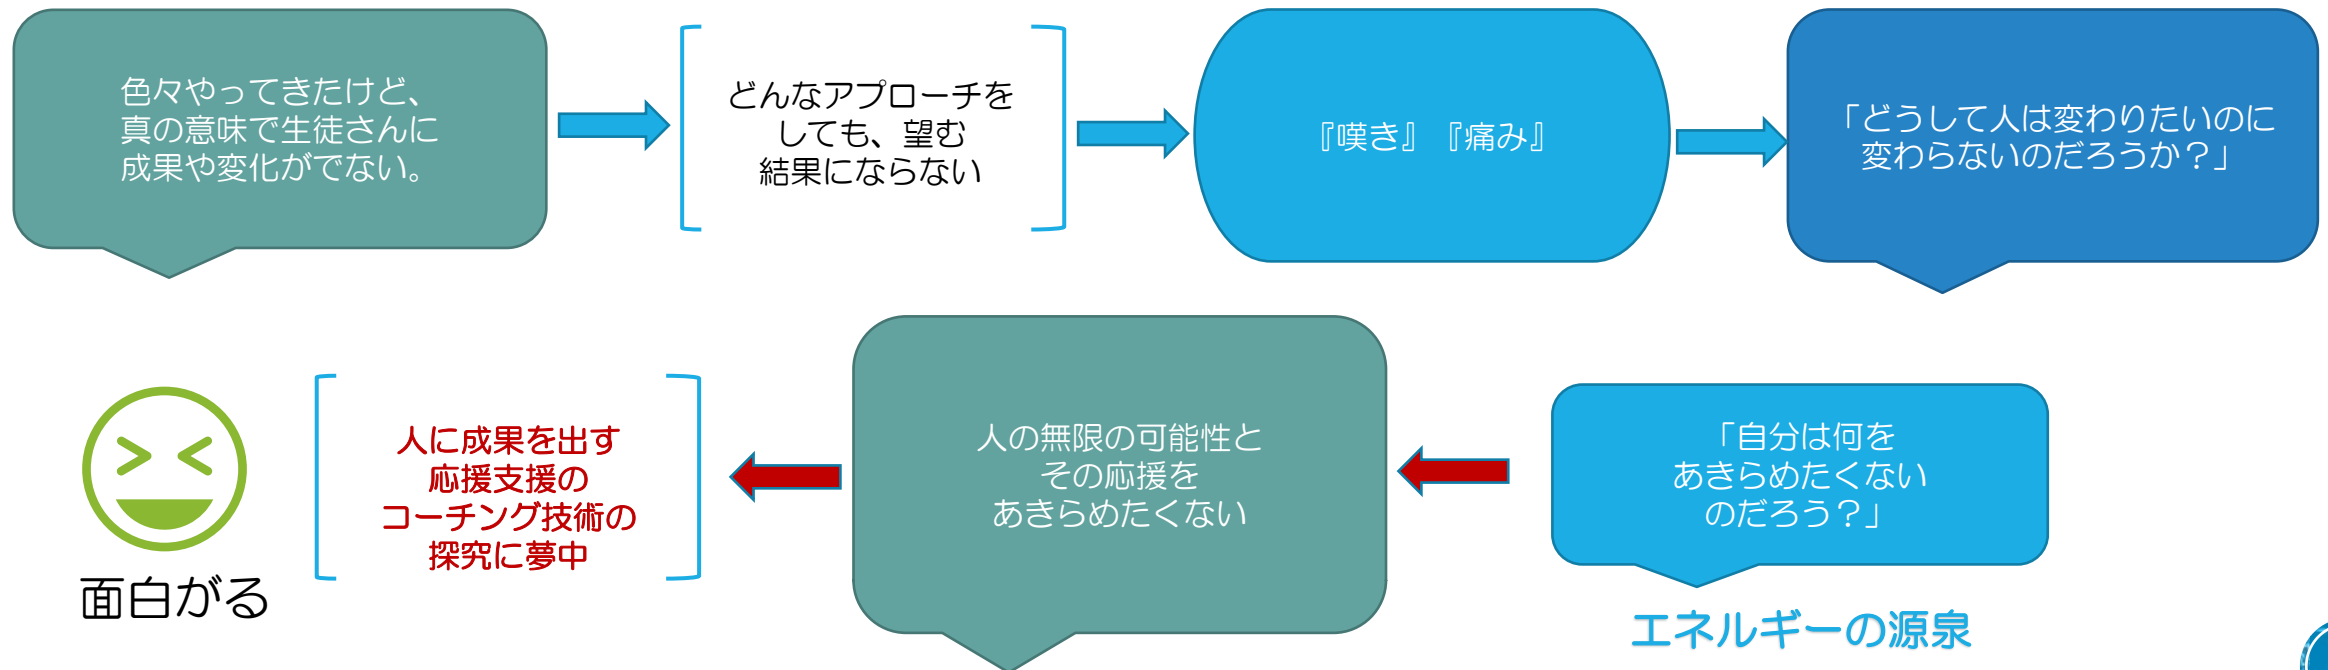 色々やってきたけど、
真の意味で生徒さんに
成果や変化がでない。
どんなアプローチを
しても、望む
結果にならない
『嘆き』『痛み』
「どうして人は変わりたいのに
変わらないのだろうか？」
「自分は何を
あきらめたくない
のだろう？」
エネルギーの源泉
人の無限の可能性と
その応援を
あきらめたくない
人に成果を出す
応援支援の
コーチング技術の
探究に夢中
面白がる